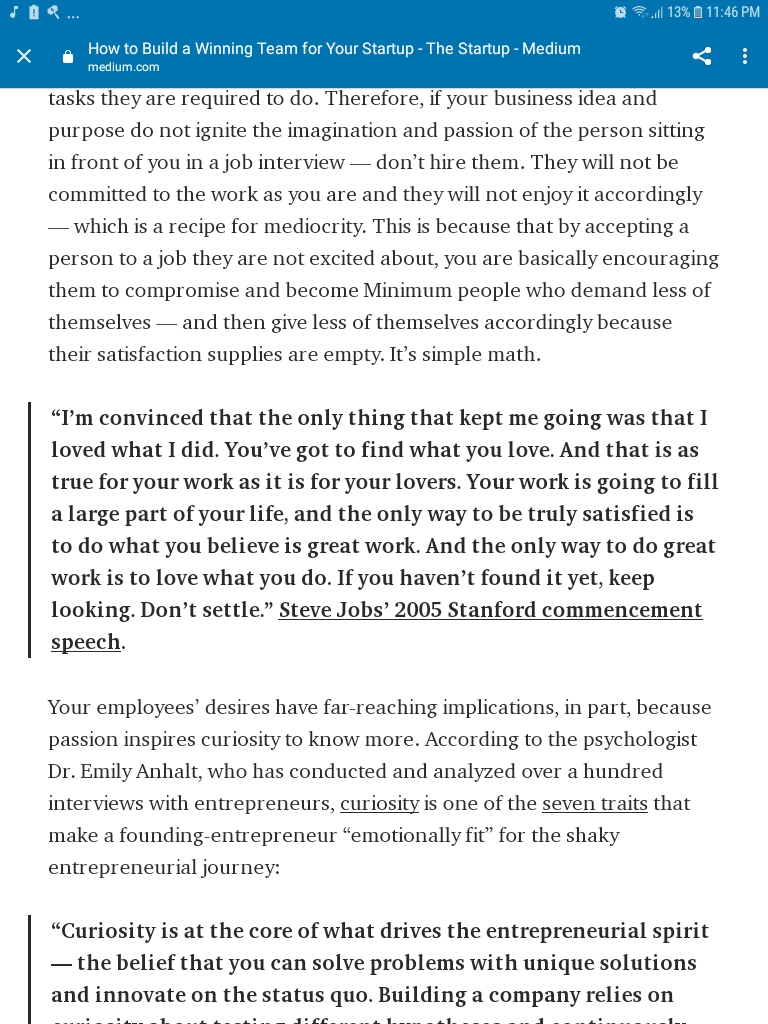 ... 13% 11:46 PM
How to Build a Winning Team for Your Startup - The Startup - Medium
medium.com
tasks they are required to do. Therefore, if your business idea and
purpose do not ignite the imagination and passion of the person sitting
in front of you in a job interview — don’t hire them. They will not be
committed to the work as you are and they will not enjoy it accordingly
— which is a recipe for mediocrity. This is because that by accepting a
person to a job they are not excited about, you are basically encouraging
them to compromise and become Minimum people who demand less of
themselves — and then give less of themselves accordingly because
their satisfaction supplies are empty. It’s simple math.
“I’m convinced that the only thing that kept me going was that I
loved what I did. You’ve got to find what you love. And that is as
true for your work as it is for your lovers. Your work is going to fill
a large part of your life, and the only way to be truly satisfied is
to do what you believe is great work. And the only way to do great
work is to love what you do. If you haven’t found it yet, keep
looking. Don’t settle.” Steve Jobs’ 2005 Stanford commencement
speech.
Your employees’ desires have far-reaching implications, in part, because
passion inspires curiosity to know more. According to the psychologist
Dr. Emily Anhalt, who has conducted and analyzed over a hundred
interviews with entrepreneurs, curiosity is one of the seven traits that
make a founding-entrepreneur “emotionally fit” for the shaky
entrepreneurial journey:
“Curiosity is at the core of what drives the entrepreneurial spirit
— the belief that you can solve problems with unique solutions
and innovate on the status quo. Building a company relies on
curiosity about testing different hypotheses and continuously